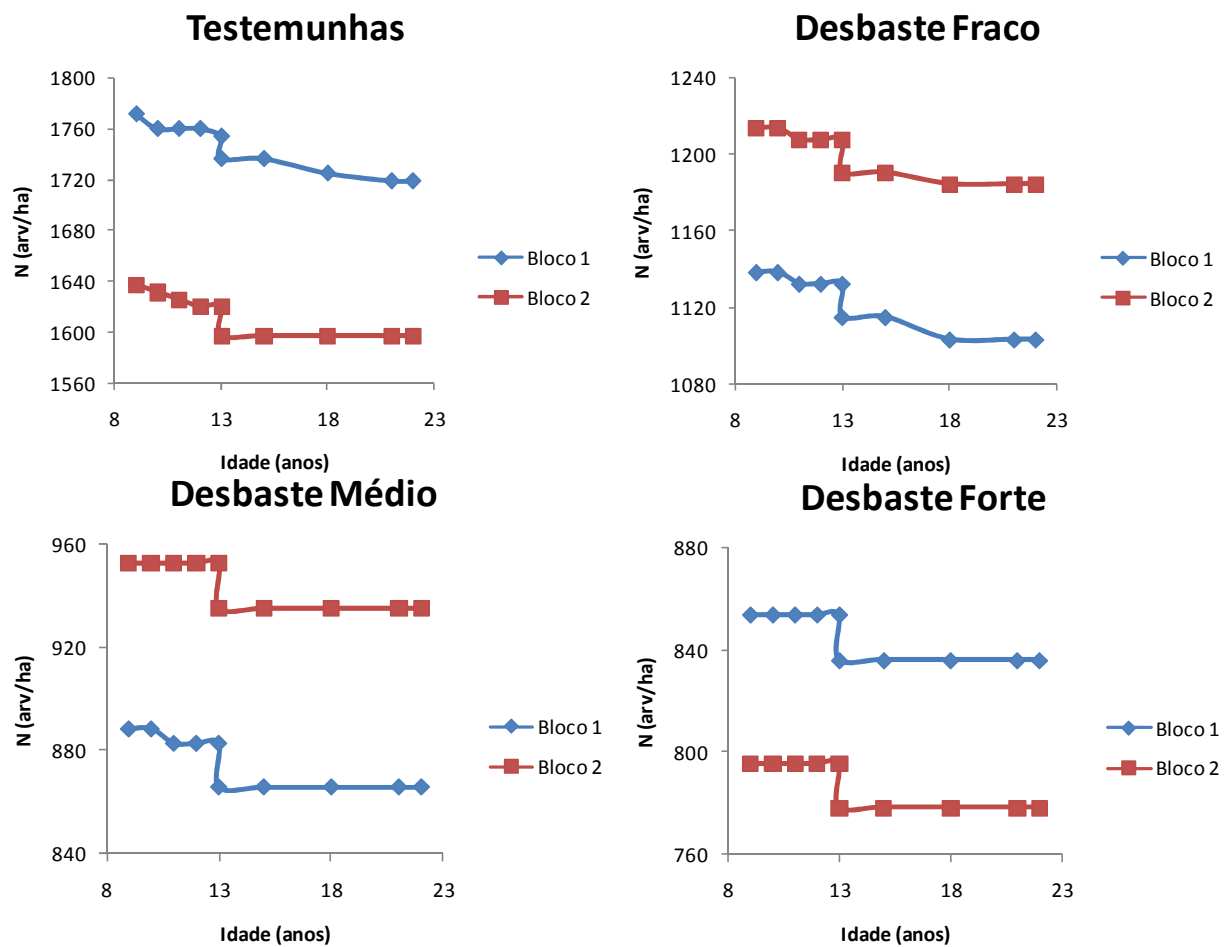 Testemunhas
1800
1760
1720
1680
1640
1600
1560
N (arv/ha)
8 13 18 23
Idade (anos)
Bloco 1
Bloco 2
Desbaste Fraco
1240
1200
1160
1120
1080
N (arv/ha)
8 13 18 23
Idade (anos)
Bloco 1
Bloco 2
Desbaste Médio
960
920
880
840
N (arv/ha)
8 13 18 23
Idade (anos)
Bloco 1
Bloco 2
Desbaste Forte
880
840
800
760
N (arv/ha)
8 13 18 23
Idade (anos)
Bloco 1
Bloco 2